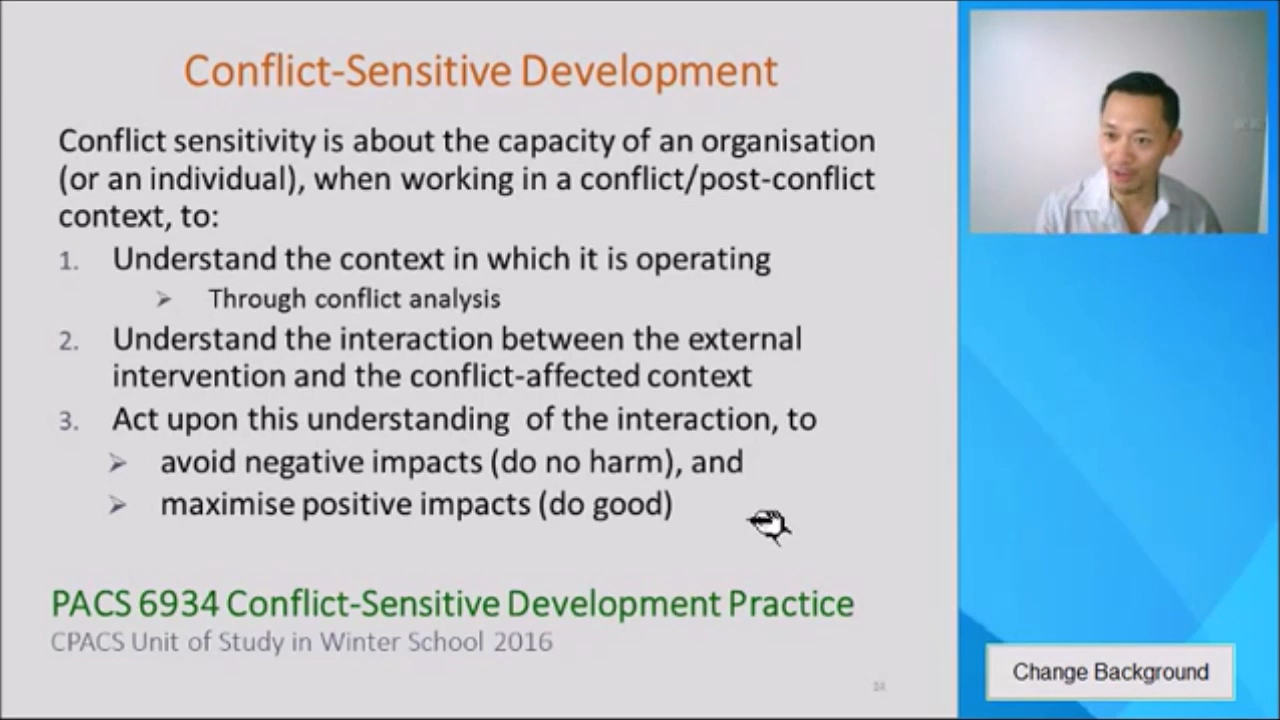 Conflict-Sensitive Development
Conflict sensitivity is about the capacity of an organisation
(or an individual), when working in a conflict/post-conflict
context, to:
1. Understand the context in which it is operating
➢ Through conflict analysis
2. Understand the interaction between the external
intervention and the conflict-affected context
3. Act upon this understanding of the interaction, to
➢ avoid negative impacts (do no harm), and
➢ maximise positive impacts (do good)
PACS 6934 Conflict-Sensitive Development Practice
CPACS Unit of Study in Winter School 2016
Change Background